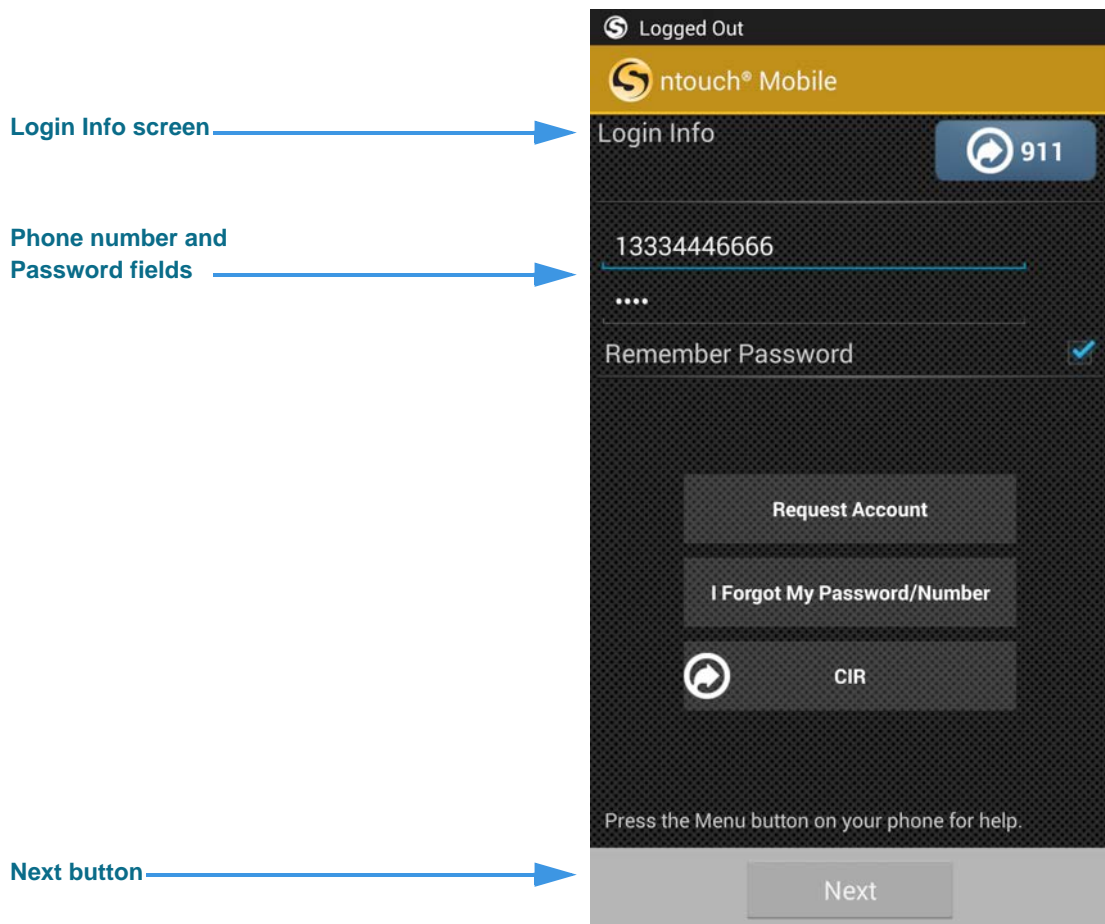 Logged Out
ntouch® Mobile
Login Info screen
Login Info
911
Phone number and
Password fields
13334446666
••••
Remember Password
Request Account
I Forgot My Password/Number
CIR
Press the Menu button on your phone for help.
Next button
Next